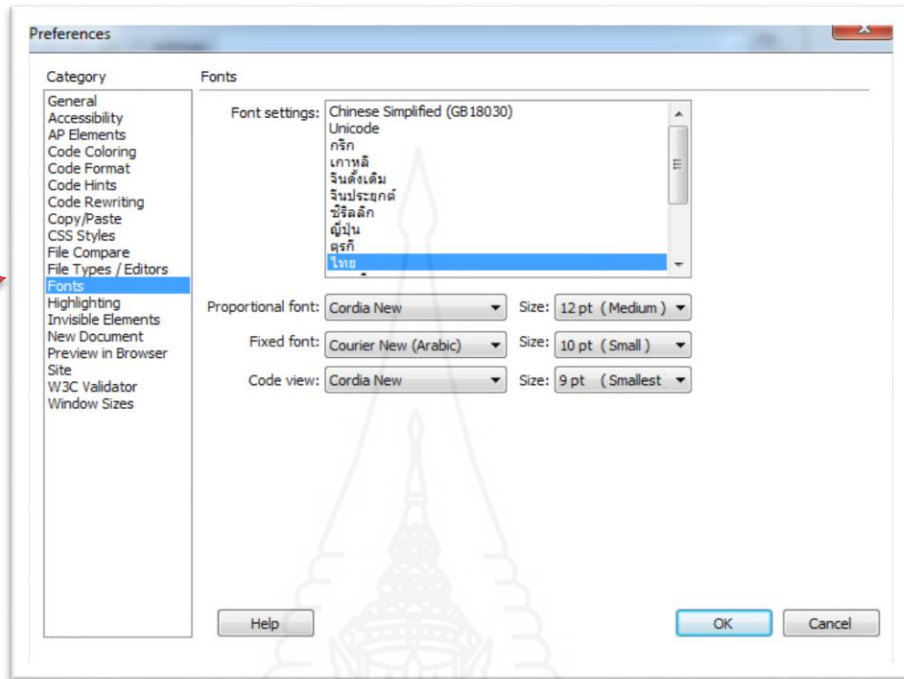 Preferences
Category
General
Accessibility
AP Elements
Code Coloring
Code Format
Code Hints
Code Rewriting
Copy/Paste
CSS Styles
File Compare
File Types / Editors
Fonts
Highlighting
Invisible Elements
New Document
Preview in Browser
Site
W3C Validator
Window Sizes
Fonts
Font settings:
Chinese Simplified (GB18030)
Unicode
กรีก
เกาหลี
จีนดั้งเดิม
จีนประยุกต์
ซีริลลิก
ญี่ปุ่น
ตุรกี
ไทย
Proportional font: Cordia New Size: 12 pt ( Medium )
Fixed font: Courier New (Arabic) Size: 10 pt ( Small )
Code view: Cordia New Size: 9 pt ( Smallest
Help OK Cancel